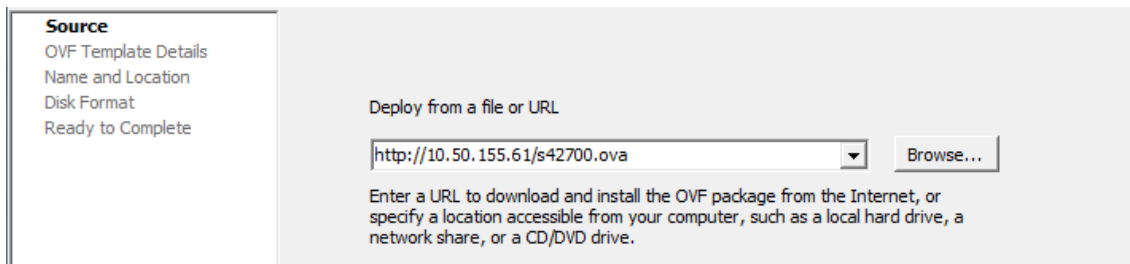 Source
OVF Template Details
Name and Location
Disk Format
Ready to Complete
Deploy from a file or URL
http://10.50.155.61/s42700.ova
Browse...
Enter a URL to download and install the OVF package from the Internet, or
specify a location accessible from your computer, such as a local hard drive, a
network share, or a CD/DVD drive.